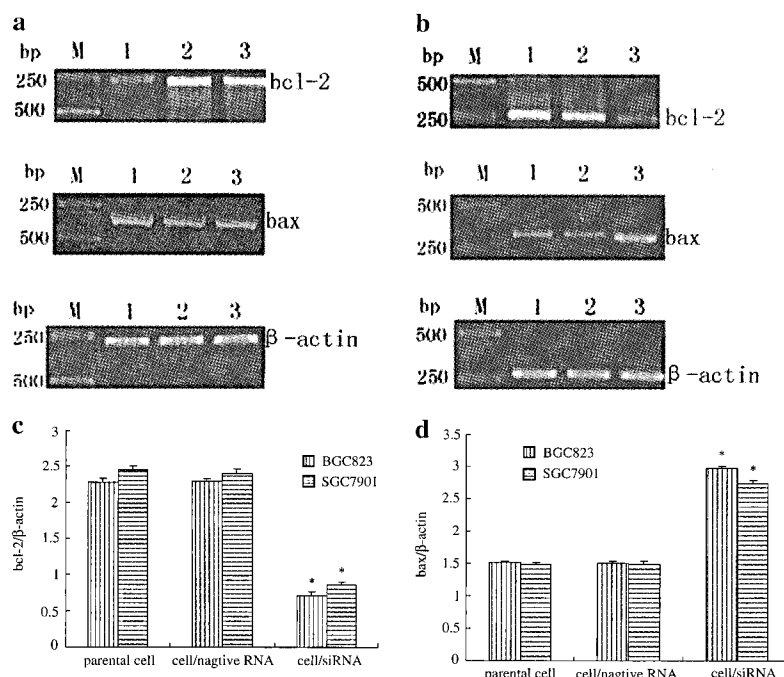 a
bp M 1 2 3
250
500
bcl-2
bp M 1 2 3
250
500
bax
bp M 1 2 3
250
500
β-actin
b
bp M 1 2 3
500
250
bcl-2
bp M 1 2 3
500
250
bax
bp M 1 2 3
500
250
β-actin
c
bcl-2/β-actin
3
2.5
2
1.5
1
0.5
0
BGC823
SGC7901
* *
parental cell cell/nagtive RNA cell/siRNA
d
bax/β-actin
3.5
3
2.5
2
1.5
1
1.5
0
BGC823
SGC7901
* *
parental cell cell/nagtive RNA cell/siRNA